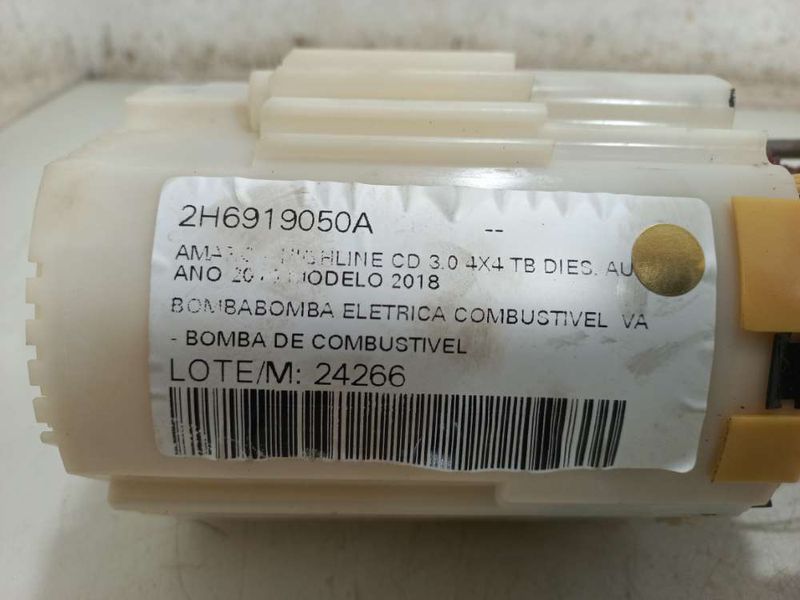 2H6919050A --
CD 3.0 4X4 TB DIES. AU
ANO MODELO 2018
BOMBABOMBA ELETRICA COMBUSTIVEL VA
- BOMBA DE COMBUSTIVEL
LOTE/M: 24266